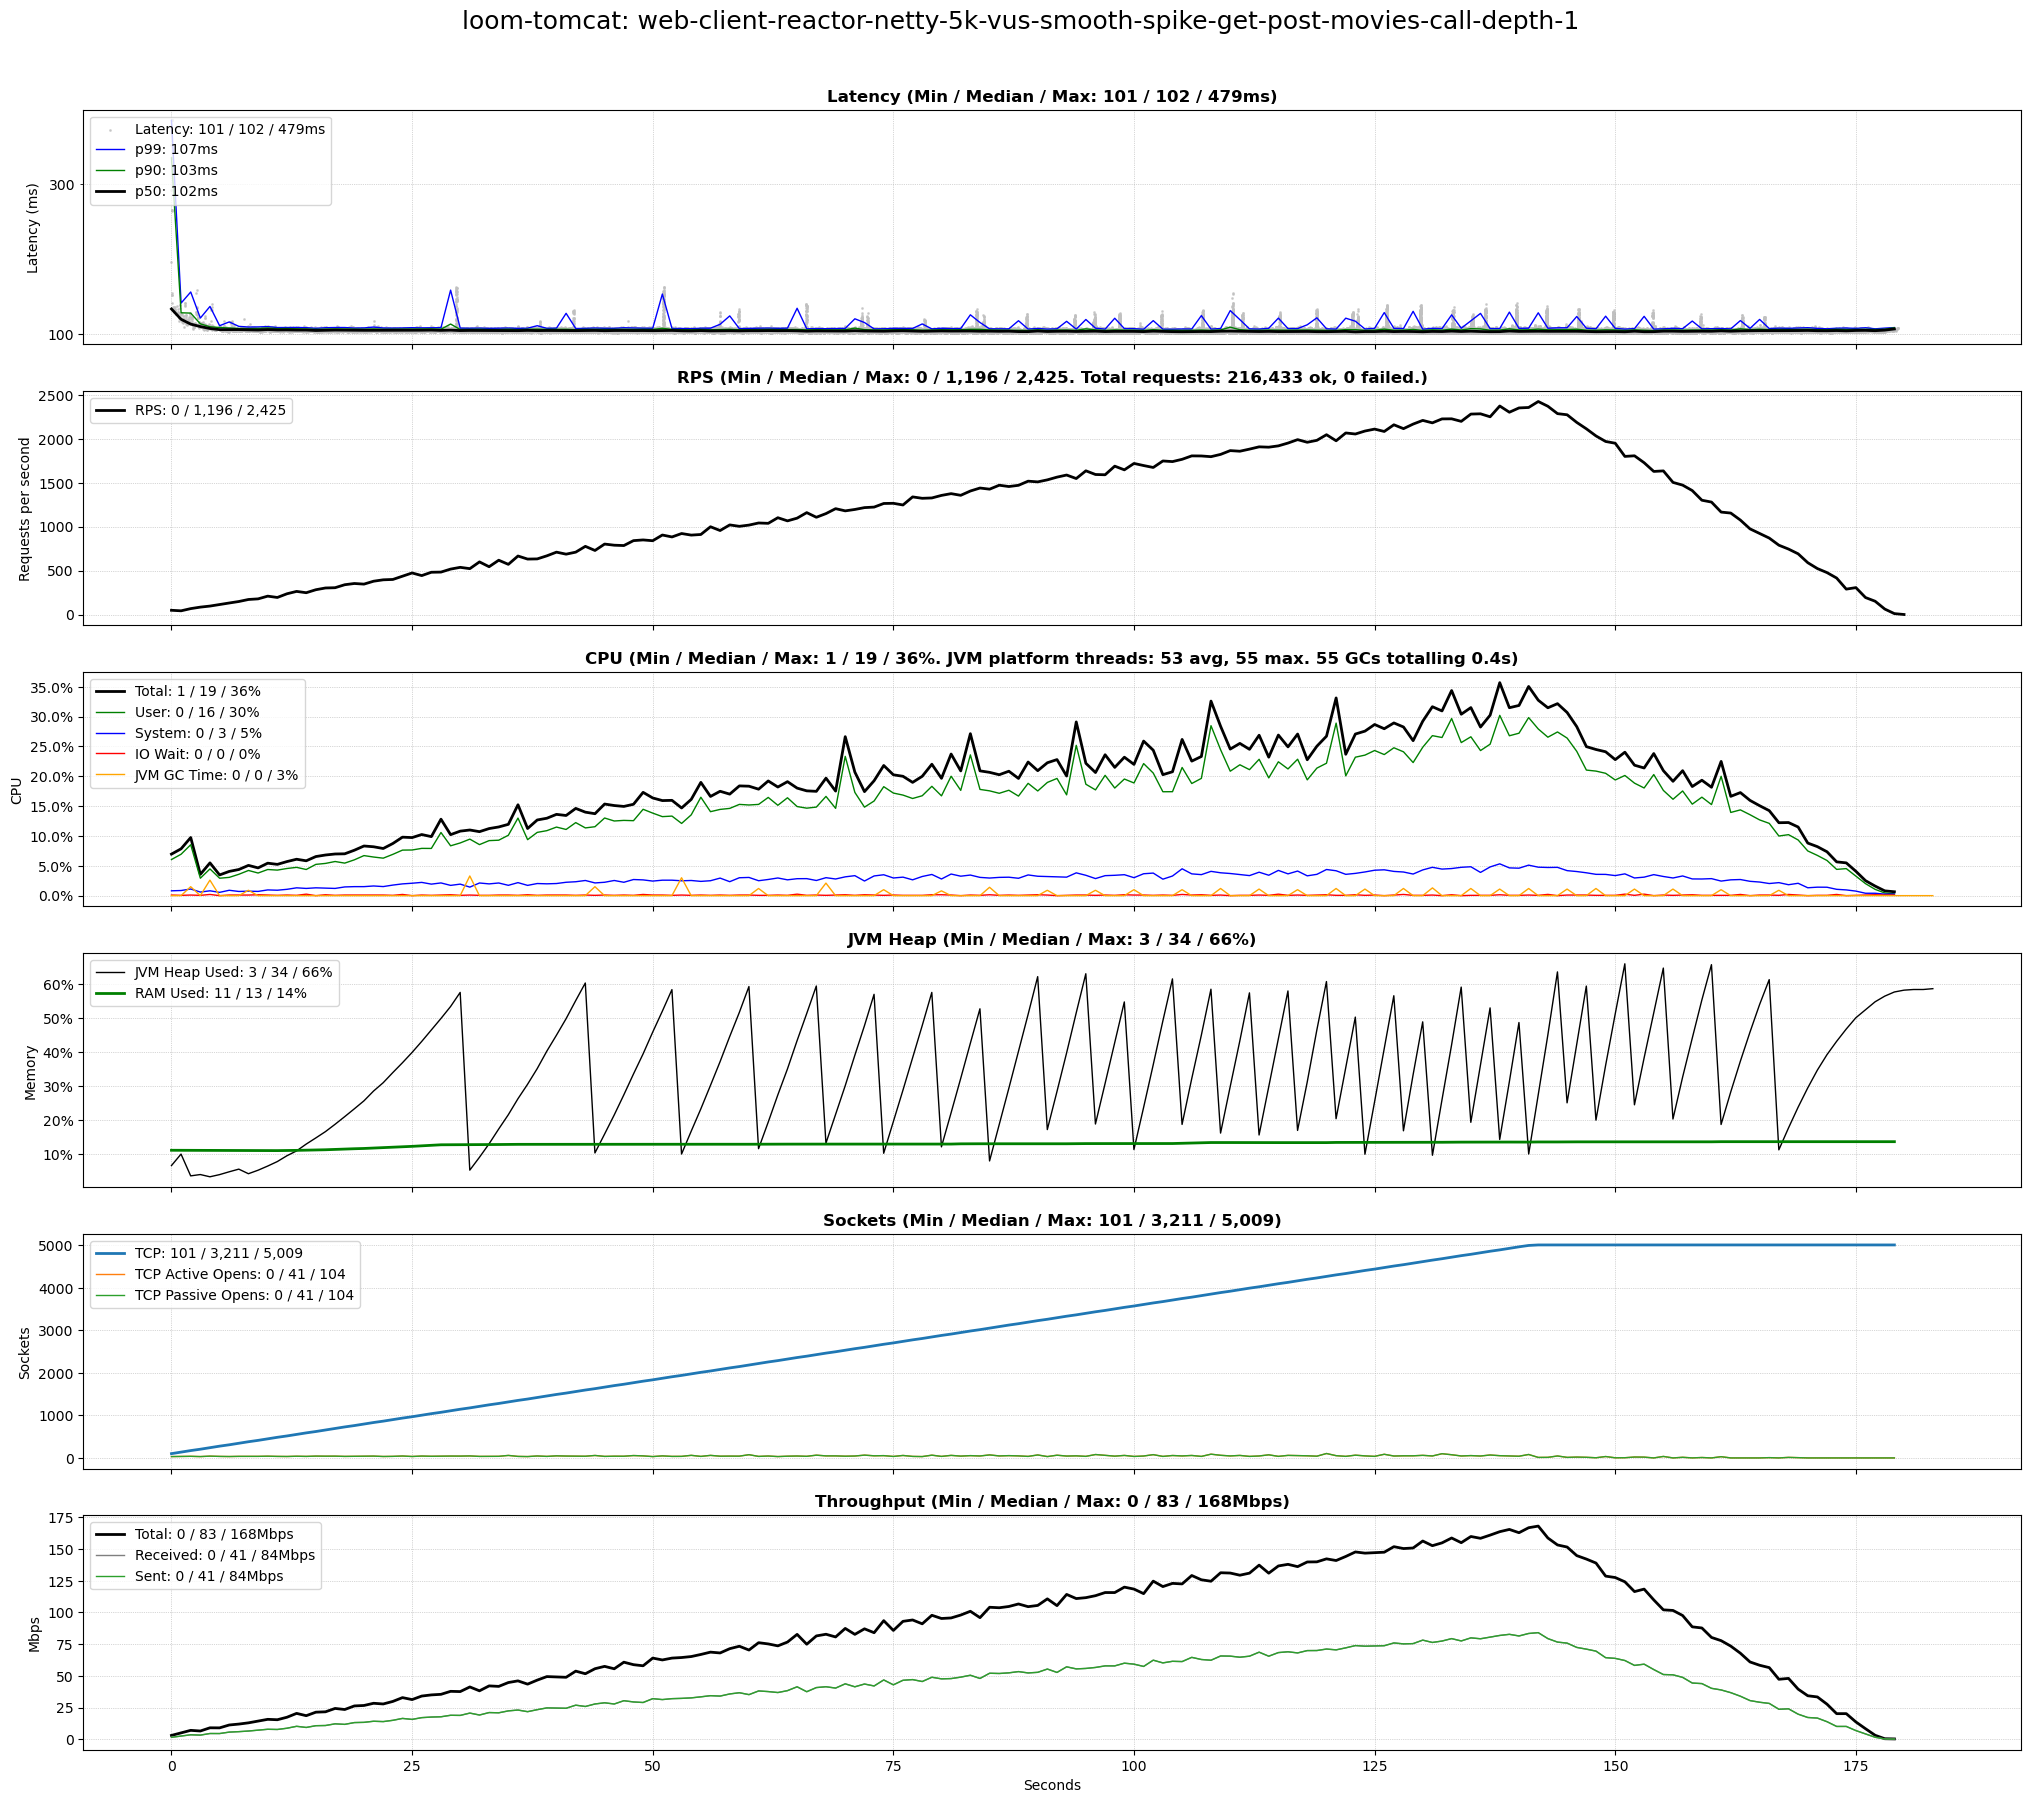 loom-tomcat: web-client-reactor-netty-5k-vus-smooth-spike-get-post-movies-call-depth-1
Latency (Min / Median / Max: 101 / 102 / 479ms)
Latency: 101 / 102 / 479ms
p99: 107ms
p90: 103ms
p50: 102ms
Latency (ms)
300
100
RPS (Min / Median / Max: 0 / 1,196 / 2,425. Total requests: 216,433 ok, 0 failed.)
RPS: 0 / 1,196 / 2,425
Requests per second
2500
2000
1500
1000
500
0
CPU (Min / Median / Max: 1 / 19 / 36%. JVM platform threads: 53 avg, 55 max. 55 GCs totalling 0.4s)
Total: 1 / 19 / 36%
User: 0 / 16 / 30%
System: 0 / 3 / 5%
IO Wait: 0 / 0 / 0%
JVM GC Time: 0 / 0 / 3%
CPU
35.0%
30.0%
25.0%
20.0%
15.0%
10.0%
5.0%
0.0%
JVM Heap (Min / Median / Max: 3 / 34 / 66%)
JVM Heap Used: 3 / 34 / 66%
RAM Used: 11 / 13 / 14%
Memory
60%
50%
40%
30%
20%
10%
Sockets (Min / Median / Max: 101 / 3,211 / 5,009)
TCP: 101 / 3,211 / 5,009
TCP Active Opens: 0 / 41 / 104
TCP Passive Opens: 0 / 41 / 104
Sockets
5000
4000
3000
2000
1000
0
Throughput (Min / Median / Max: 0 / 83 / 168Mbps)
Total: 0 / 83 / 168Mbps
Received: 0 / 41 / 84Mbps
Sent: 0 / 41 / 84Mbps
Mbps
175
150
125
100
75
50
25
0
0 25 50 75 100 125 150 175
Seconds